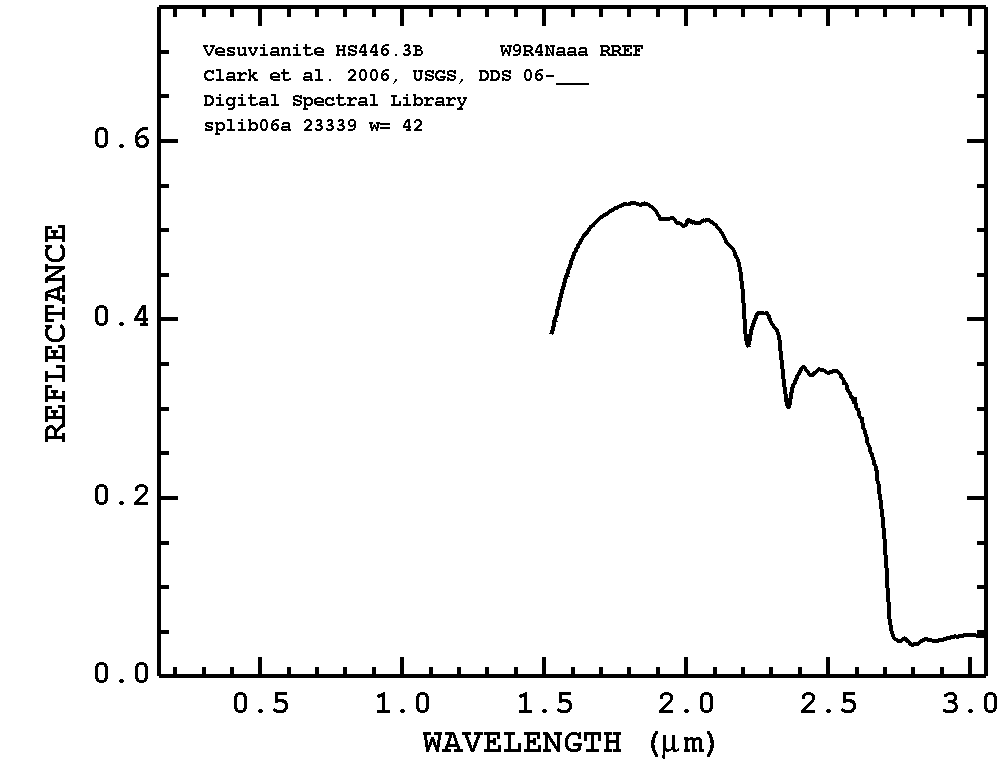 Vesuvianite HS446.3B W9R4Naaa RREF
Clark et al. 2006, USGS, DDS 06-___
Digital Spectral Library
splib06a 23339 w= 42
0.6
0.4
0.2
0.0
REFLECTANCE
0.5 1.0 1.5 2.0 2.5 3.0
WAVELENGTH (μm)